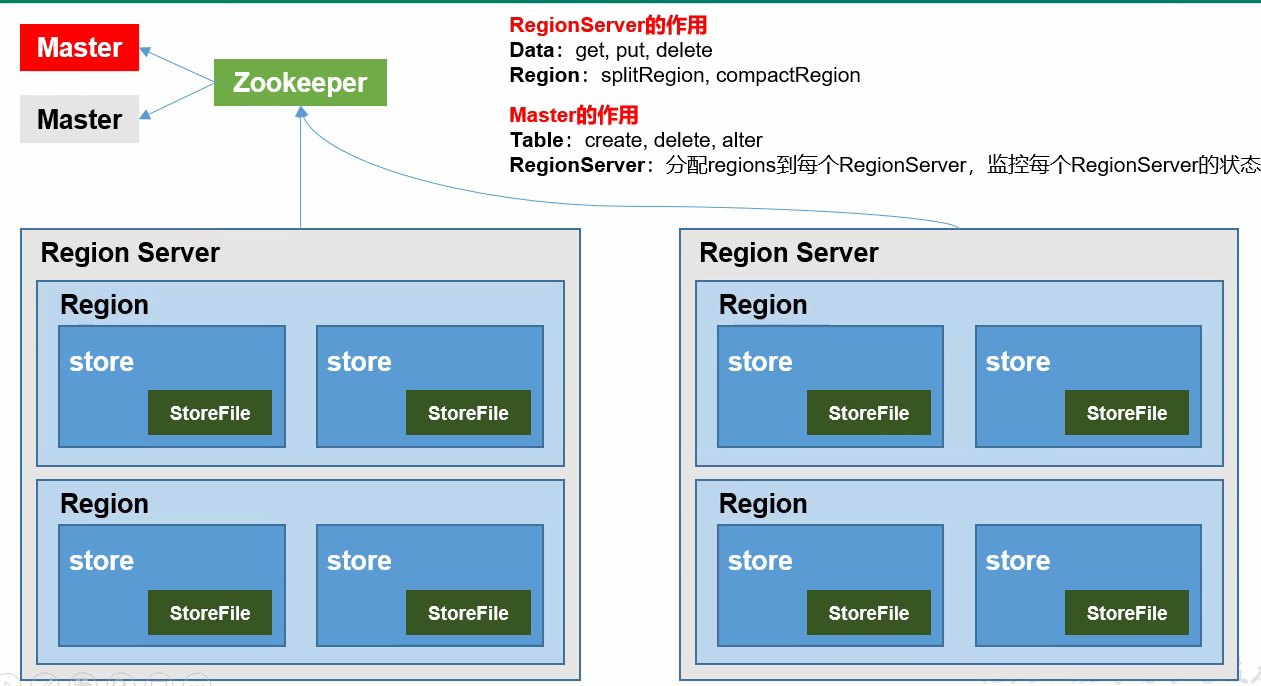 Master
Master
Zookeeper
RegionServer的作用
Data：get, put, delete
Region：splitRegion, compactRegion
Master的作用
Table：create, delete, alter
RegionServer：分配regions到每个RegionServer，监控每个RegionServer的状态
Region Server
Region
store
StoreFile
store
StoreFile
Region
store
StoreFile
store
StoreFile
Region Server
Region
store
StoreFile
store
StoreFile
Region
store
StoreFile
store
StoreFile